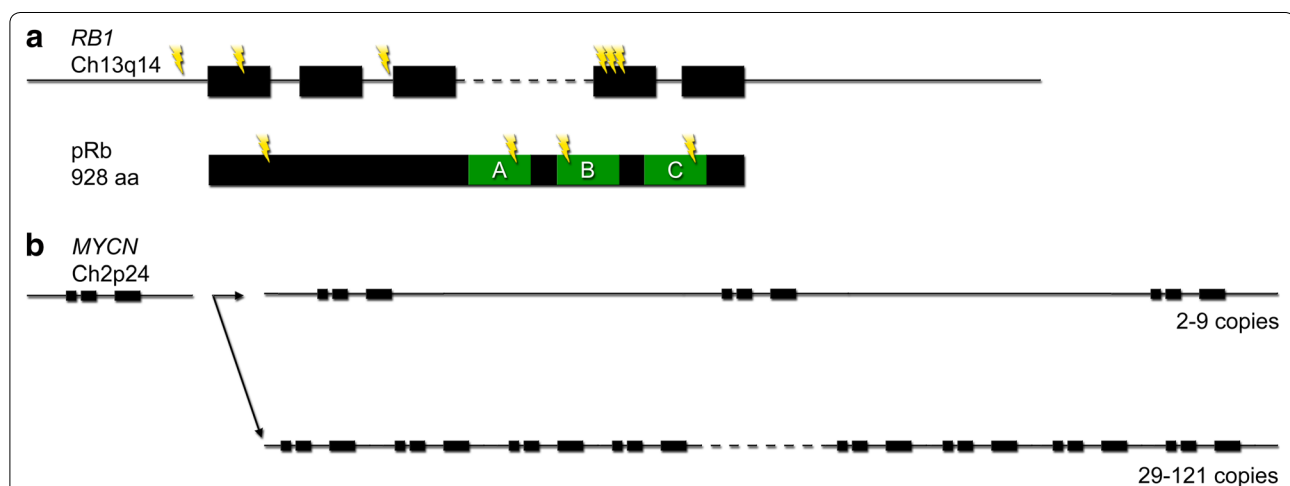 a
RB1
Ch13q14
pRb
928 aa
A B C
b
MYCN
Ch2p24
2-9 copies
29-121 copies